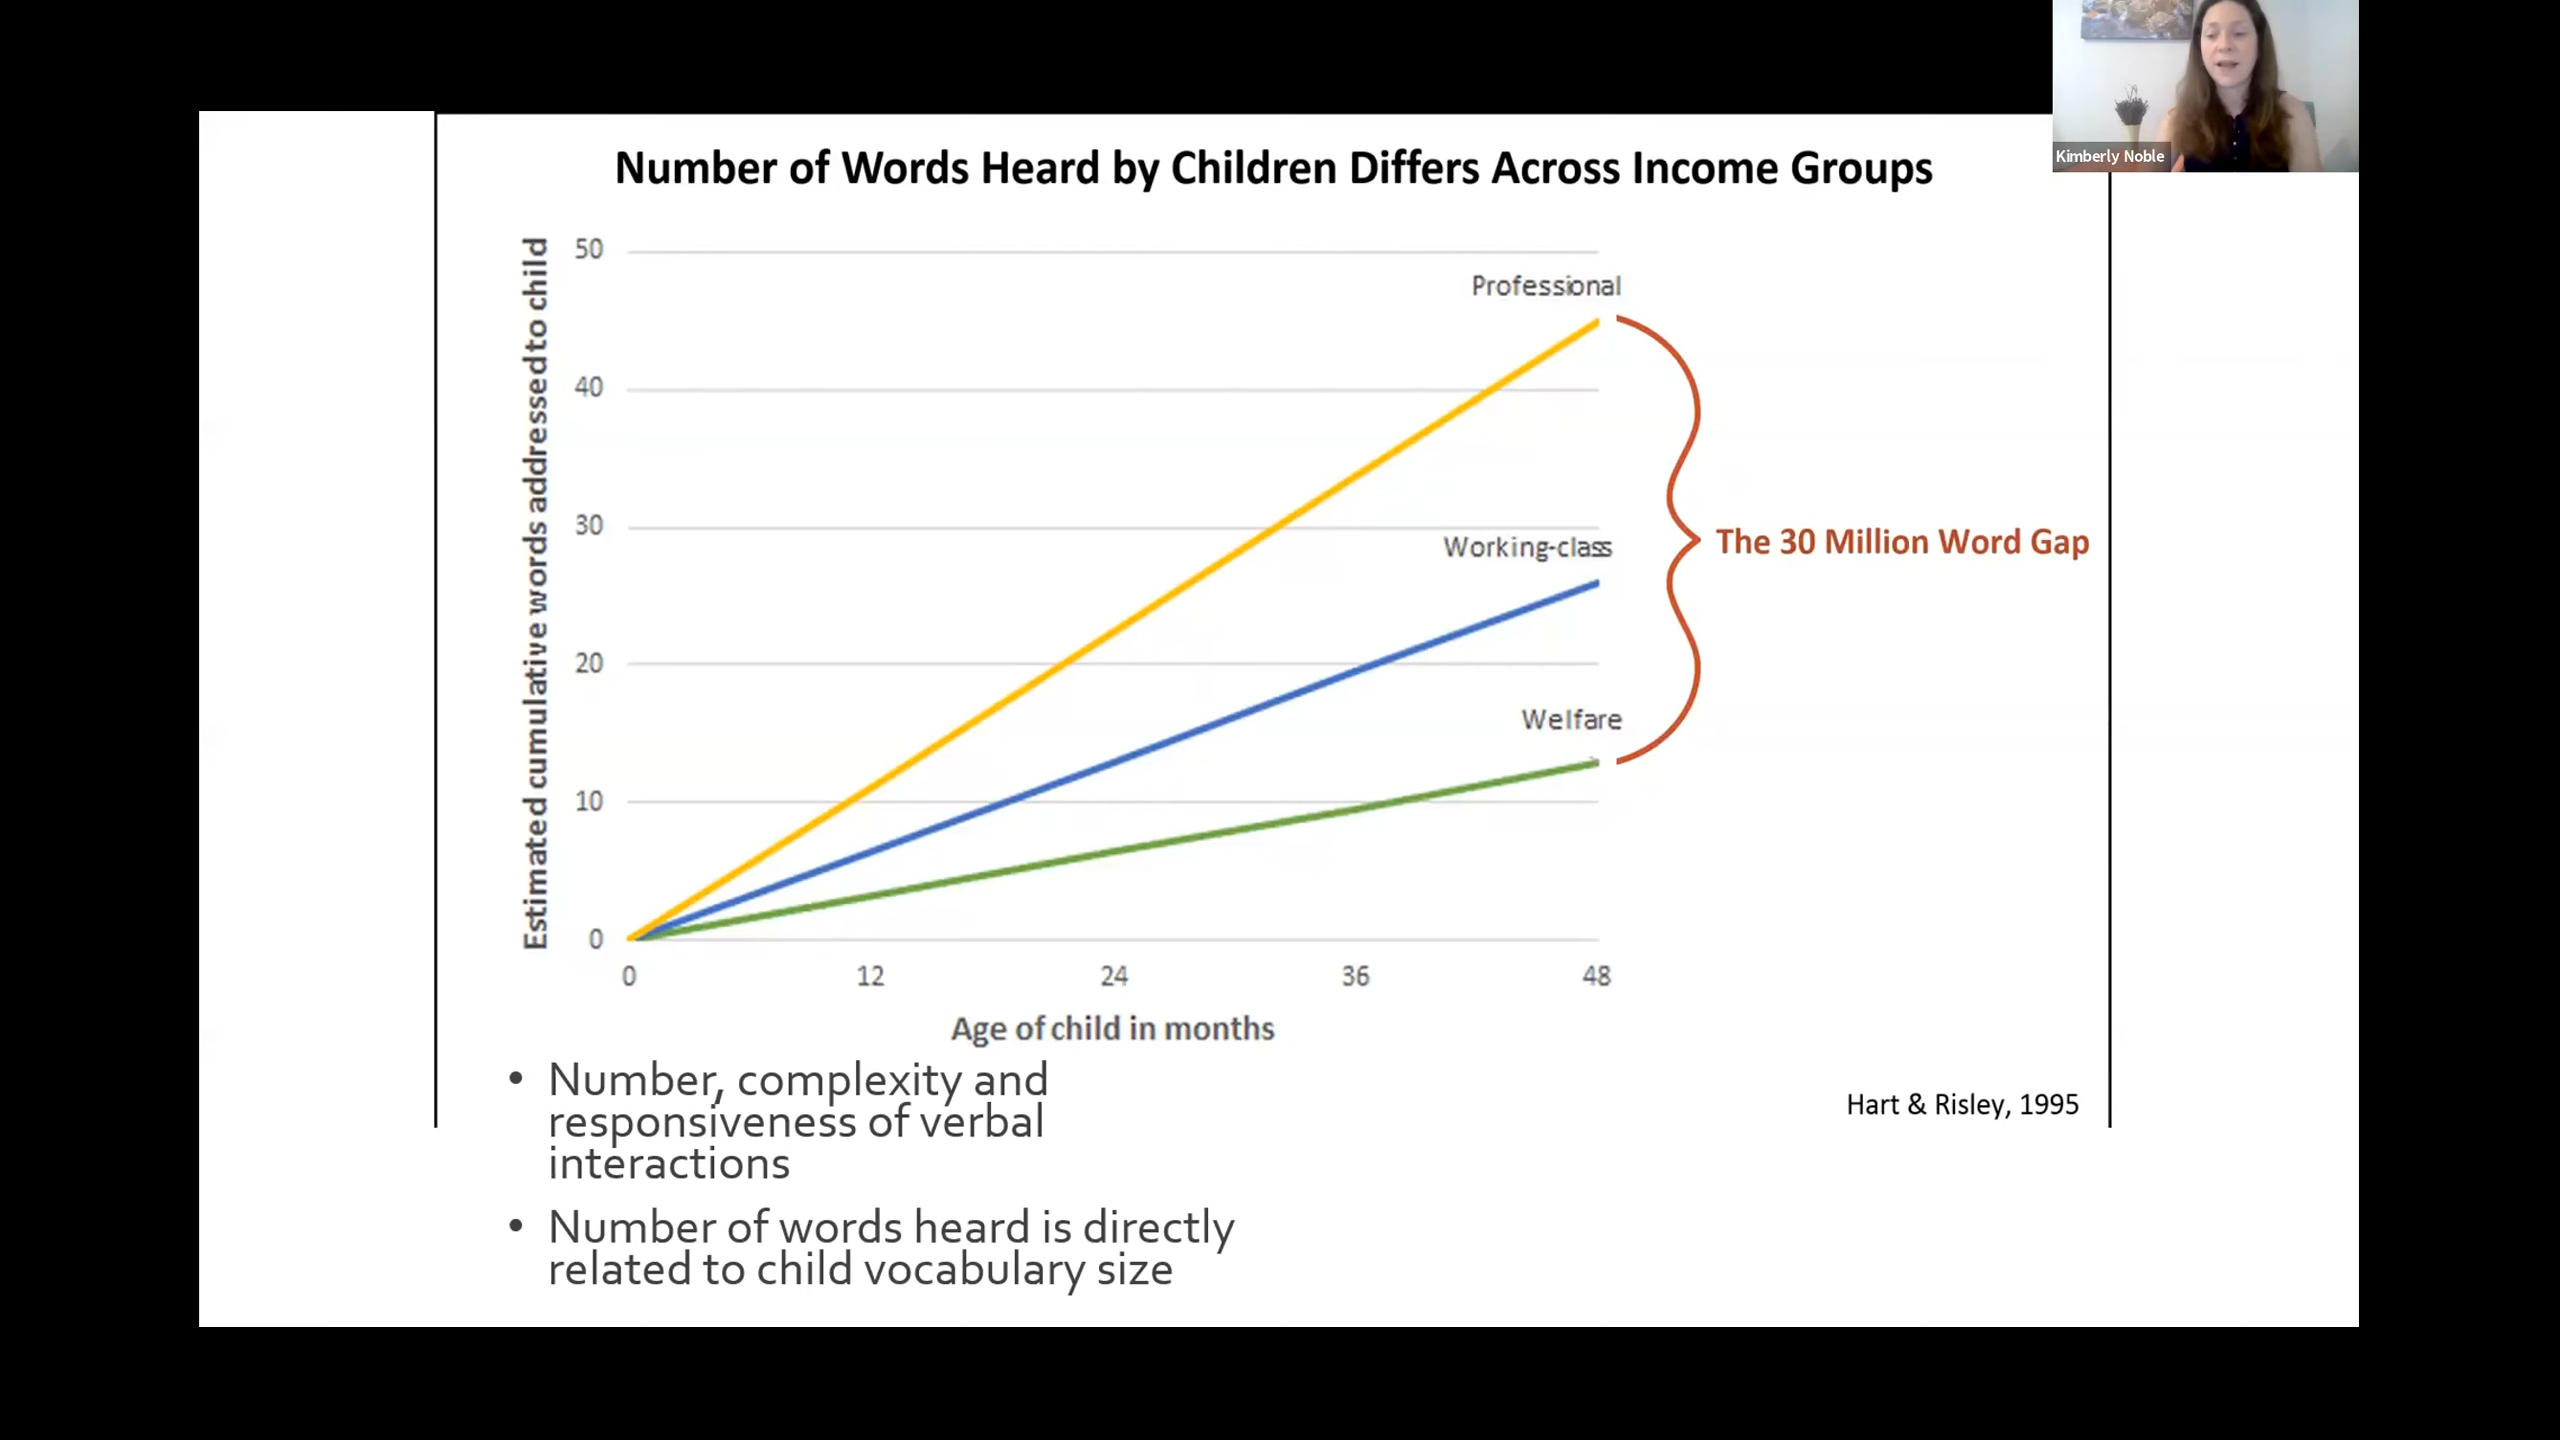 Kimberly Noble
Number of Words Heard by Children Differs Across Income Groups
Estimated cumulative words addressed to child
50
40
30
20
10
0
Professional
Working-class
Welfare
The 30 Million Word Gap
0 12 24 36 48
Age of child in months
• Number, complexity and
responsiveness of verbal
interactions
• Number of words heard is directly
related to child vocabulary size
Hart & Risley, 1995